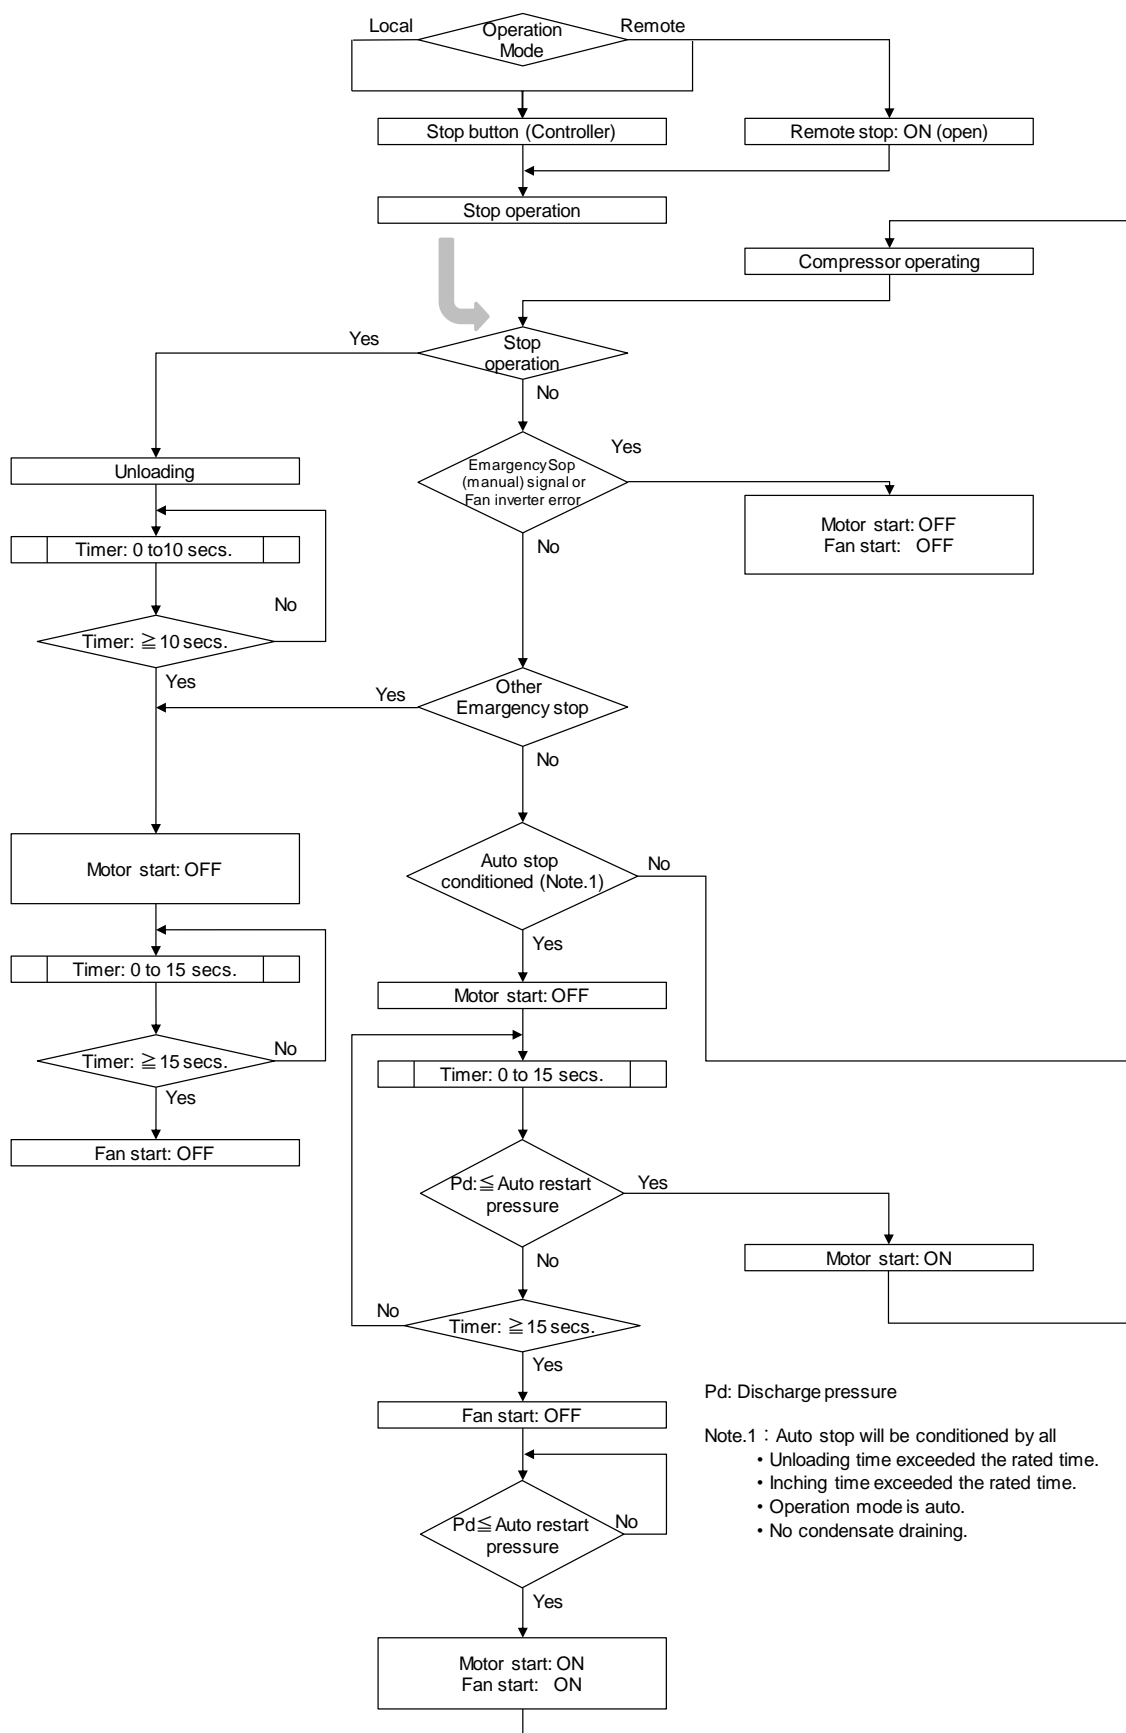 Local
Operation
Mode
Remote
Stop button (Controller)
Remote stop: ON (open)
Stop operation
Compressor operating
Yes
Stop
operation
No
Unloading
Yes
Emargency Sop
(manual) signal or
Fan inverter error
Motor start: OFF
Fan start: OFF
Timer: 0 to10 secs.
No
No
Timer: ≧10 secs.
Yes
Yes
Other
Emargency stop
No
Motor start: OFF
Auto stop
conditioned (Note.1)
No
Yes
Timer: 0 to 15 secs.
Motor start: OFF
Timer: ≧15 secs.
No
Timer: 0 to 15 secs.
Yes
Fan start: OFF
Pd:≦Auto restart
pressure
Yes
No
Motor start: ON
No
Timer: ≧15 secs.
Yes
Pd: Discharge pressure
Fan start: OFF
Note.1 : Auto stop will be conditioned by all
• Unloading time exceeded the rated time.
• Inching time exceeded the rated time.
• Operation mode is auto.
• No condensate draining.
Pd≦Auto restart
pressure
No
Yes
Motor start: ON
Fan start: ON